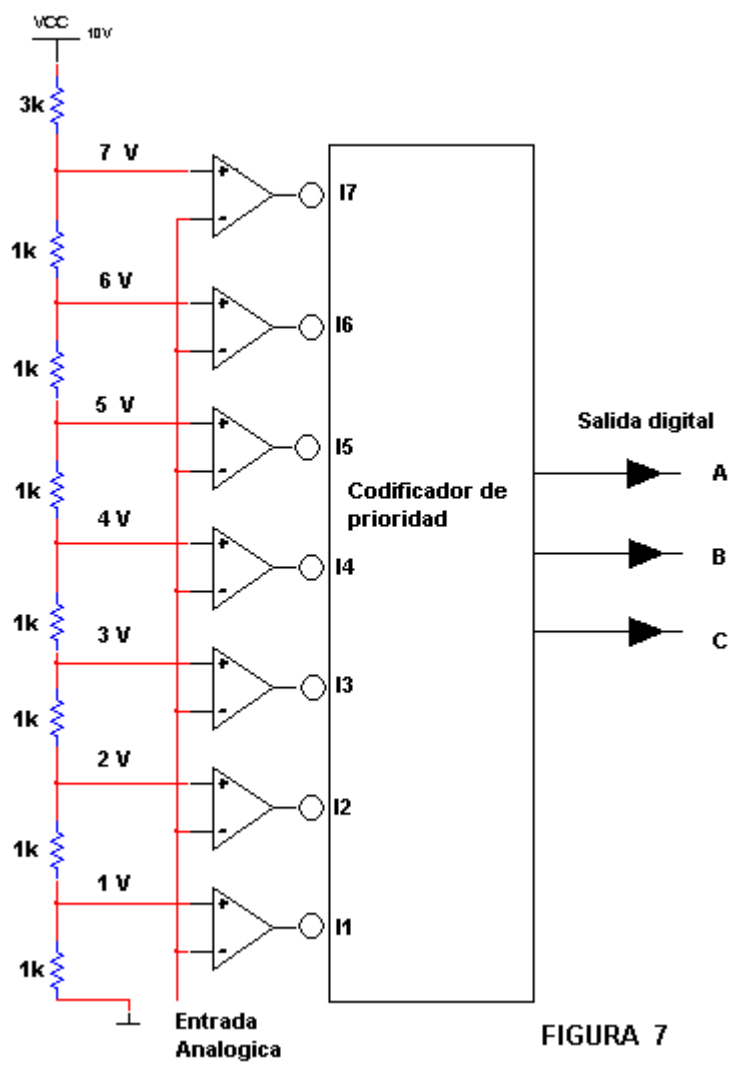 VCC
10V
3k
7 V
+
-
I7
1k
6 V
+
-
I6
1k
5 V
+
-
I5
Salida digital
A
1k
Codificador de
prioridad
4 V
+
-
I4
B
1k
3 V
+
-
I3
C
1k
2 V
+
-
I2
1k
1 V
+
-
I1
1k
Entrada
Analogica
FIGURA 7